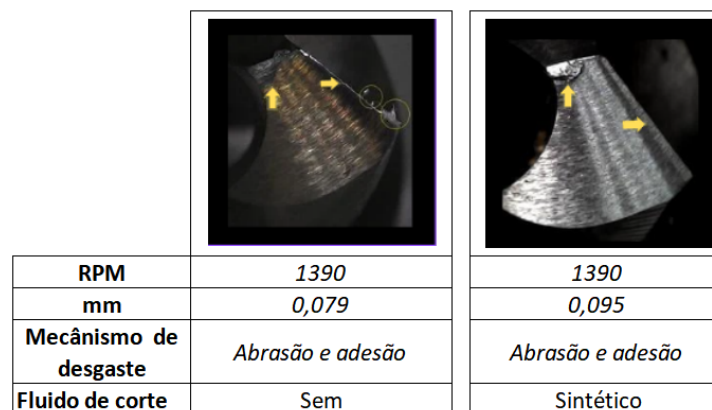 RPM 1390 1390
mm 0,079 0,095
Mecânismo de
desgaste Abrasão e adesão Abrasão e adesão
Fluido de corte Sem Sintético